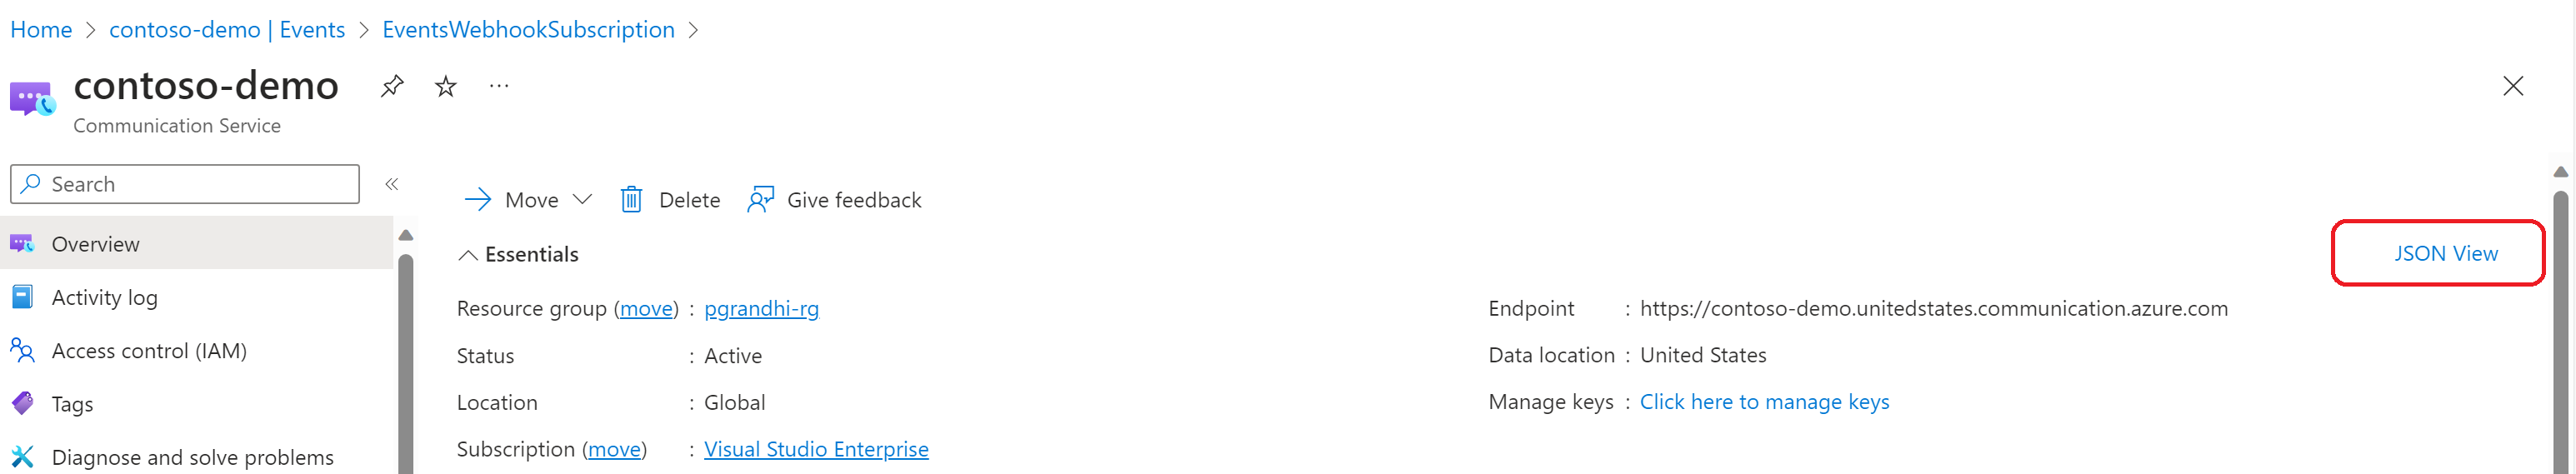 Home > contoso-demo | Events > EventsWebhookSubscription >
contoso-demo ...
Communication Service
Search
Overview
Activity log
Access control (IAM)
Tags
Diagnose and solve problems
Move Delete Give feedback
Essentials
JSON View
Resource group (move) : pgrandhi-rg
Status : Active
Location : Global
Subscription (move) : Visual Studio Enterprise
Endpoint : https://contoso-demo.unitedstates.communication.azure.com
Data location : United States
Manage keys : Click here to manage keys